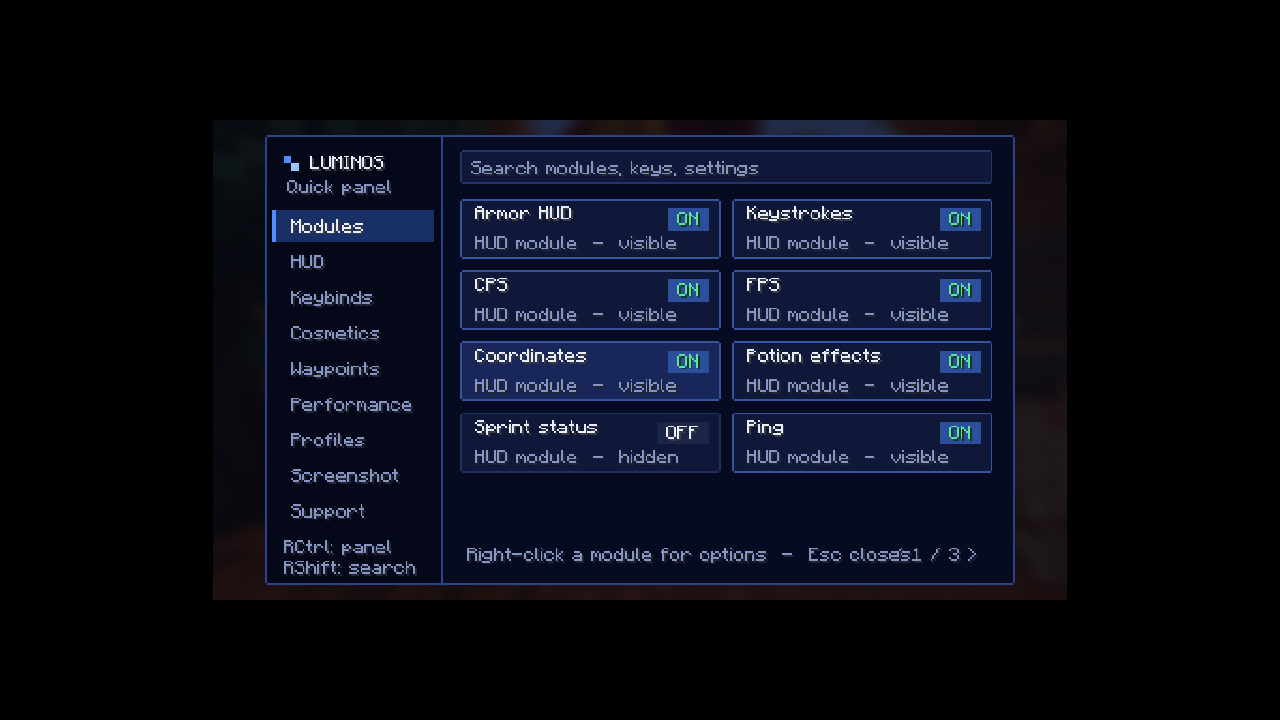 LUMINOS
Quick panel
Modules
HUD
Keybinds
Cosmetics
Waypoints
Performance
Profiles
Screenshot
Support
RCtrl: panel
RShift: search
Search modules, keys, settings
Armor HUD ON
HUD module - visible
Keystrokes ON
HUD module - visible
CPS ON
HUD module - visible
FPS ON
HUD module - visible
Coordinates ON
HUD module - visible
Potion effects ON
HUD module - visible
Sprint status OFF
HUD module - hidden
Ping ON
HUD module - visible
Right-click a module for options - Esc closes
1 / 3 >